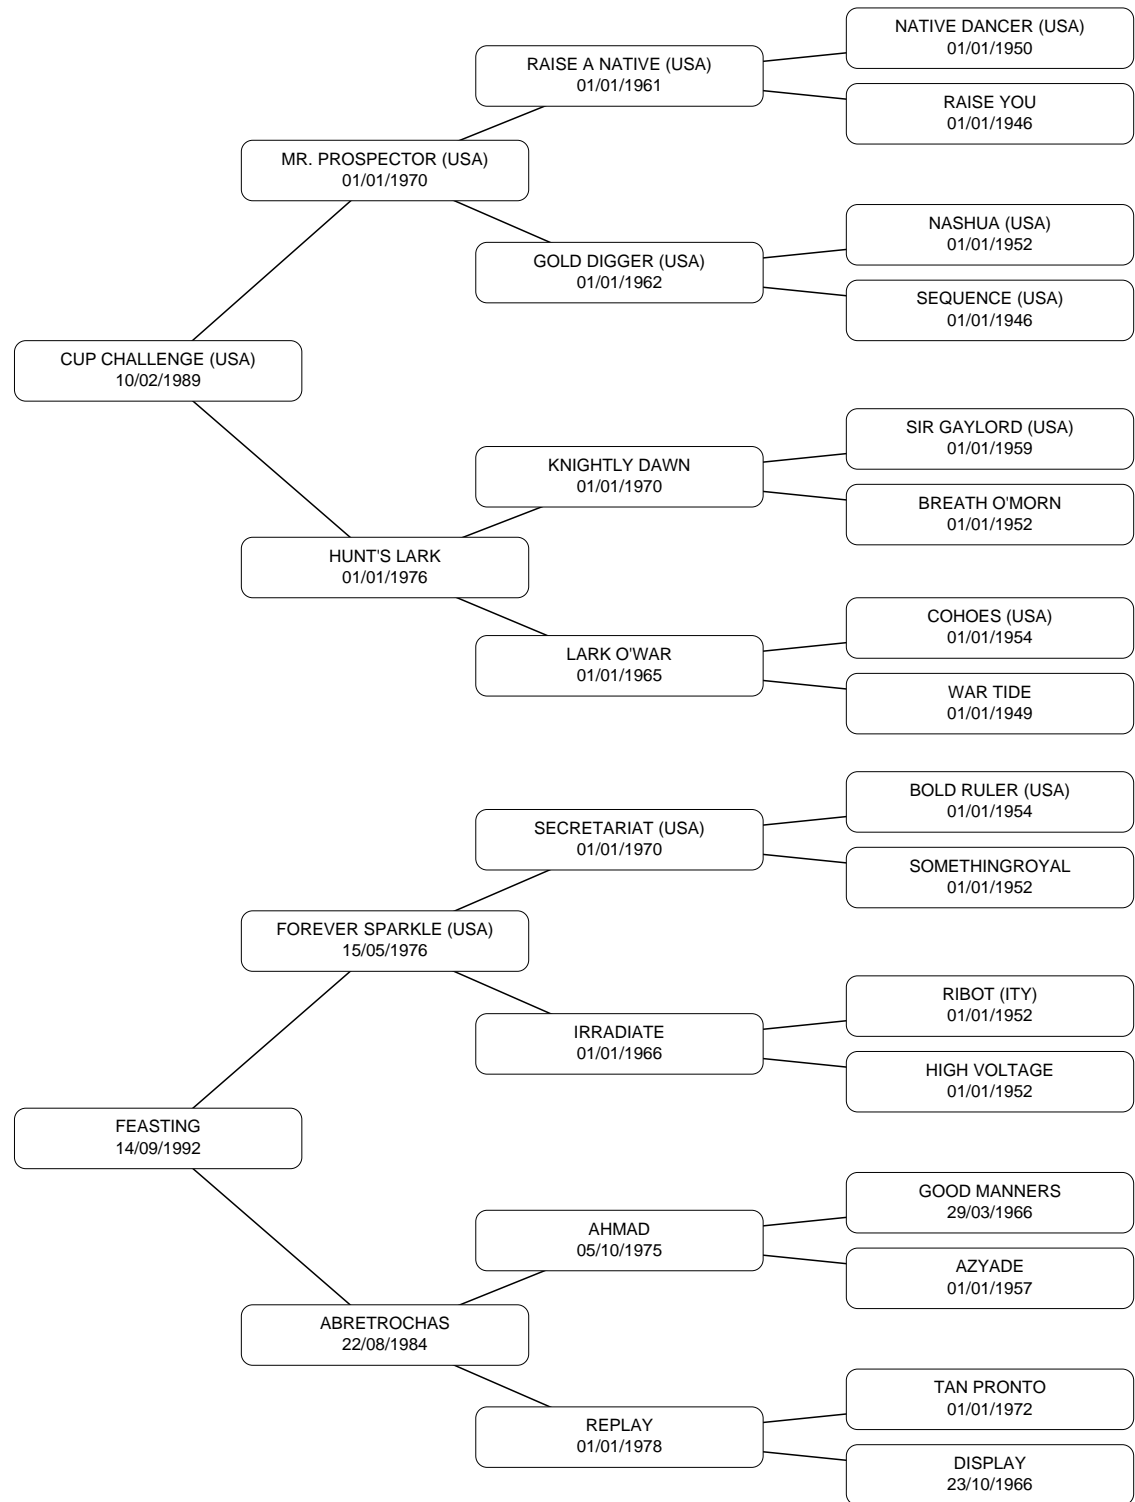 NATIVE DANCER (USA)
01/01/1950
RAISE A NATIVE (USA)
01/01/1961
RAISE YOU
01/01/1946
MR. PROSPECTOR (USA)
01/01/1970
NASHUA (USA)
01/01/1952
GOLD DIGGER (USA)
01/01/1962
SEQUENCE (USA)
01/01/1946
CUP CHALLENGE (USA)
10/02/1989
SIR GAYLORD (USA)
01/01/1959
KNIGHTLY DAWN
01/01/1970
BREATH O'MORN
01/01/1952
HUNT'S LARK
01/01/1976
COHOES (USA)
01/01/1954
LARK O'WAR
01/01/1965
WAR TIDE
01/01/1949
BOLD RULER (USA)
01/01/1954
SECRETARIAT (USA)
01/01/1970
SOMETHINGROYAL
01/01/1952
FOREVER SPARKLE (USA)
15/05/1976
RIBOT (ITY)
01/01/1952
IRRADIATE
01/01/1966
HIGH VOLTAGE
01/01/1952
FEASTING
14/09/1992
GOOD MANNERS
29/03/1966
AHMAD
05/10/1975
AZYADE
01/01/1957
ABRETROCHAS
22/08/1984
TAN PRONTO
01/01/1972
REPLAY
01/01/1978
DISPLAY
23/10/1966